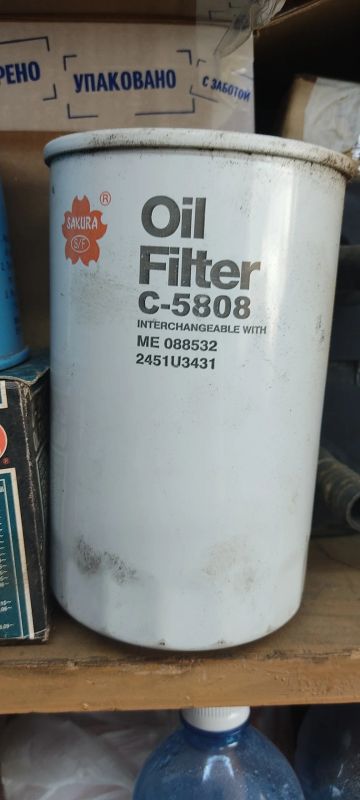 РЕНО
УПАКОВАНО
С ЗАБОТОЙ
SAKURA
S/F
®
Oil
Filter
C-5808
INTERCHANGEABLE WITH
ME 088532
2451U3431